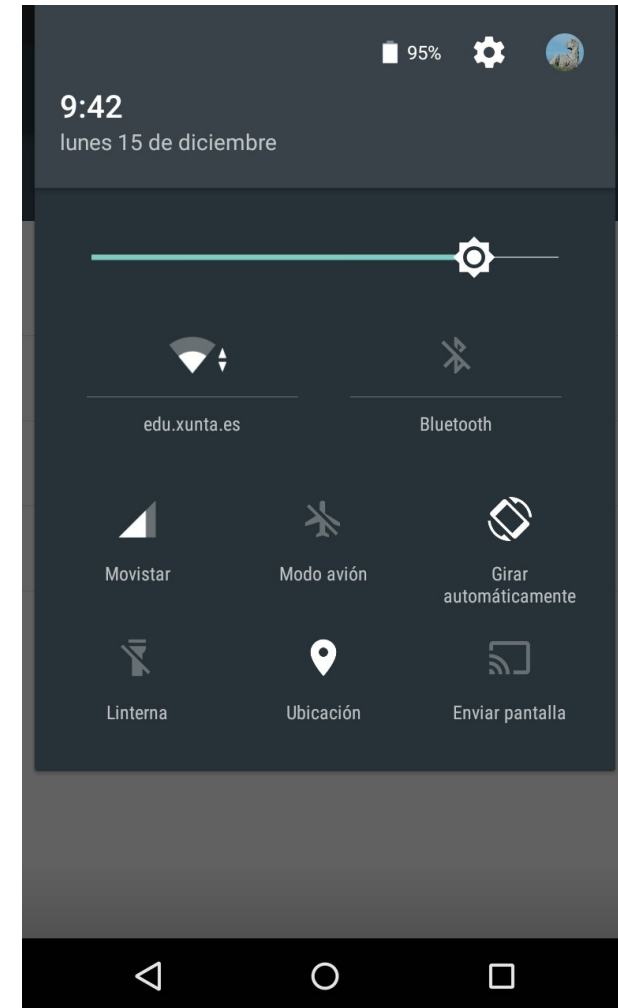 95%
9:42
lunes 15 de diciembre
edu.xunta.es
Bluetooth
Movistar
Modo avión
Girar
automáticamente
Linterna
Ubicación
Enviar pantalla